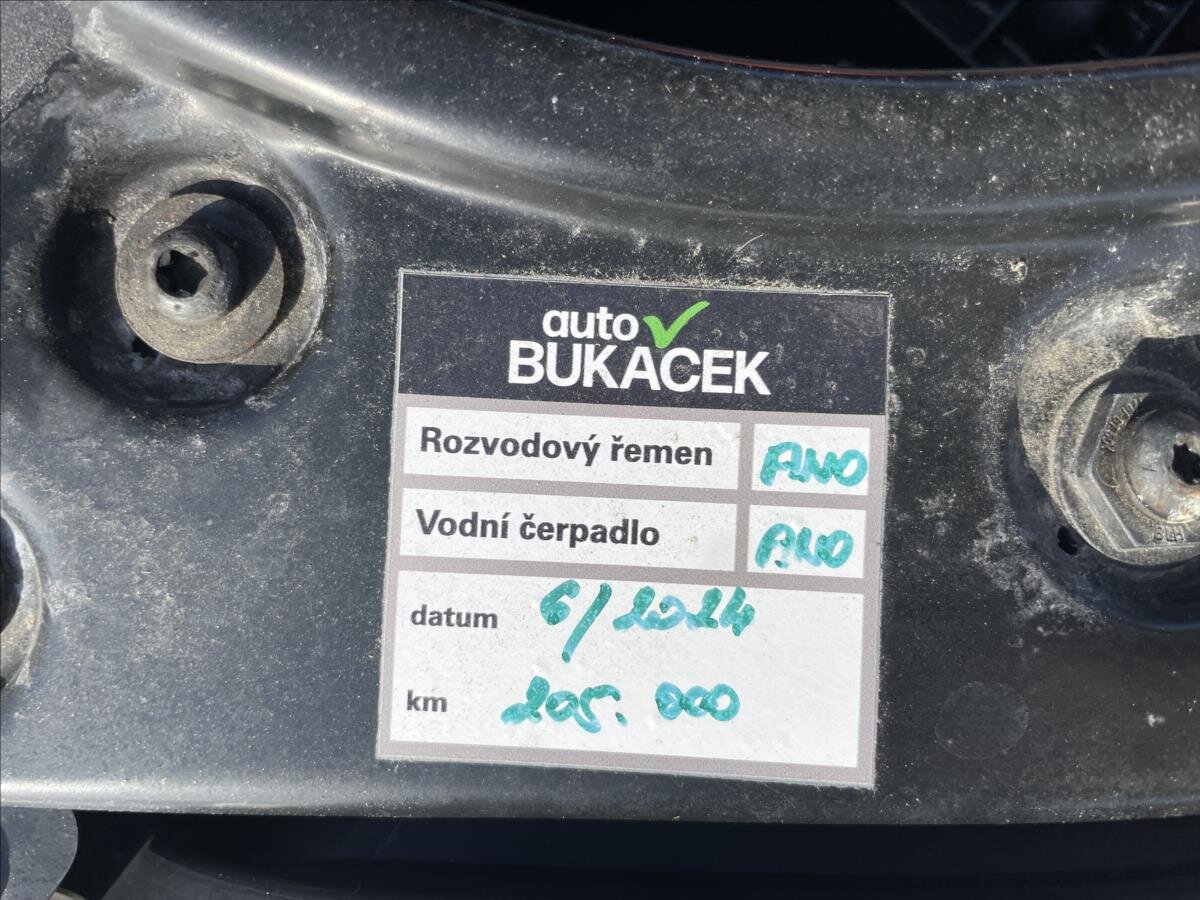 auto
BUKACEK
Rozvodový řemen ANO
Vodní čerpadlo ANO
datum 6/2024
km 205.000